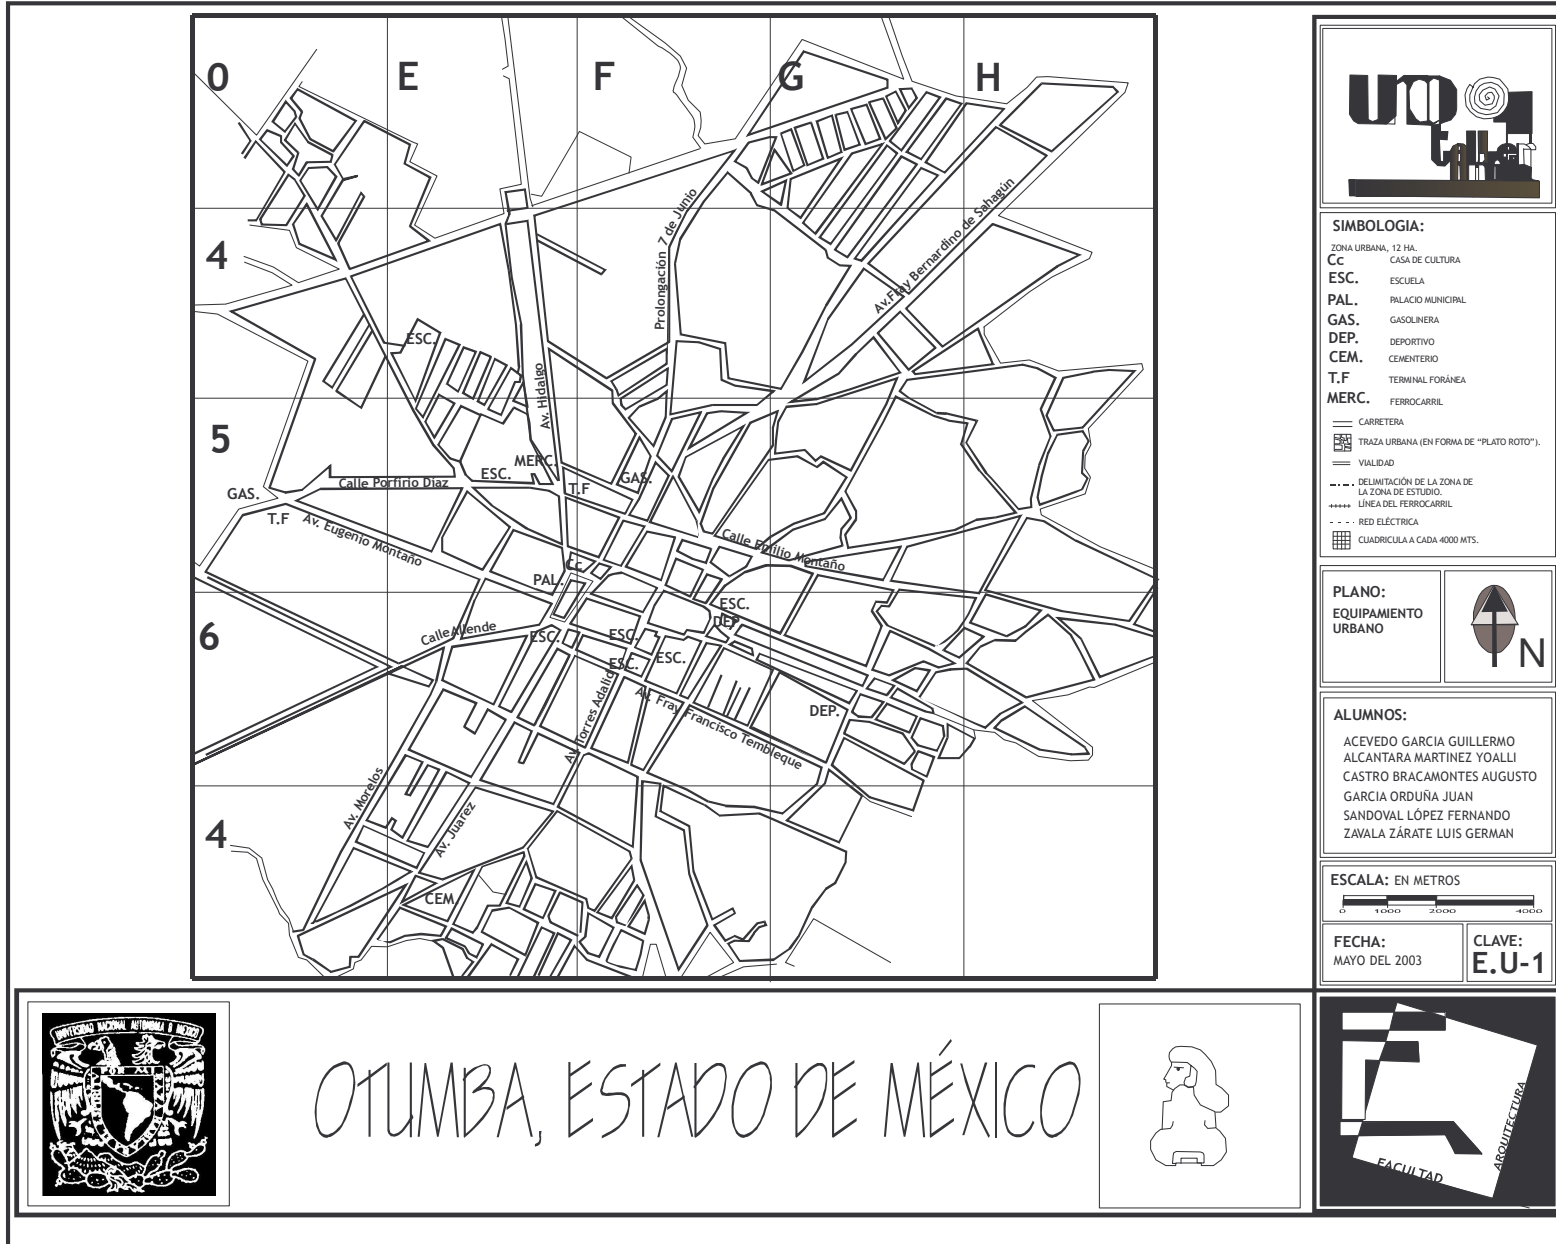 0
E
F
G
H
4
5
6
4
Prolongación 7 de Junio
Av.Fray Bernardino de Sahagún
ESC.
Av. Hidalgo
MERC.
ESC.
T.F
GAS.
GAS.
Calle Porfirio Diaz
T.F
Av. Eugenio Montaño
Calle Emilio Montaño
Cc
PAL.
ESC.
DEP.
Calle Allende
ESC.
ESC.
ESC.
ESC.
Av. Torres Adalid
Av. Fray Francisco Tembleque
DEP.
Av. Morelos
Av. Juarez
CEM.
SIMBOLOGIA:
ZONA URBANA, 12 HA.
Cc CASA DE CULTURA
ESC. ESCUELA
PAL. PALACIO MUNICIPAL
GAS. GASOLINERA
DEP. DEPORTIVO
CEM. CEMENTERIO
T.F TERMINAL FORÁNEA
MERC. FERROCARRIL
CARRETERA
TRAZA URBANA (EN FORMA DE “PLATO ROTO”).
VIALIDAD
DELIMITACIÓN DE LA ZONA DE
LA ZONA DE ESTUDIO.
LÍNEA DEL FERROCARRIL
RED ELÉCTRICA
CUADRICULA A CADA 4000 MTS.
PLANO:
EQUIPAMIENTO
URBANO
N
ALUMNOS:
ACEVEDO GARCIA GUILLERMO
ALCANTARA MARTINEZ YOALLI
CASTRO BRACAMONTES AUGUSTO
GARCIA ORDUÑA JUAN
SANDOVAL LÓPEZ FERNANDO
ZAVALA ZÁRATE LUIS GERMAN
ESCALA: EN METROS
0 1000 2000 4000
FECHA:
MAYO DEL 2003
CLAVE:
E.U-1
OTUMBA, ESTADO DE MÉXICO
FACULTAD
ARQUITECTURA